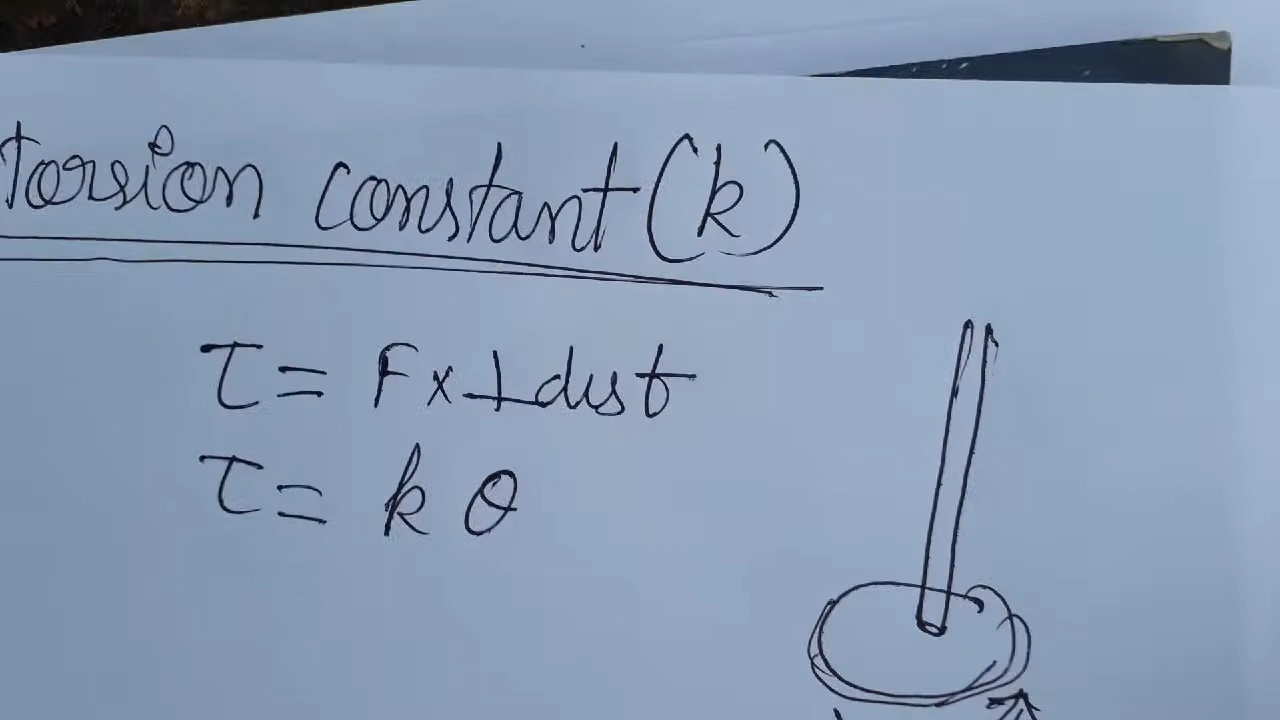 Torsion constant (k)
τ = F × ⊥ dist
τ = k θ